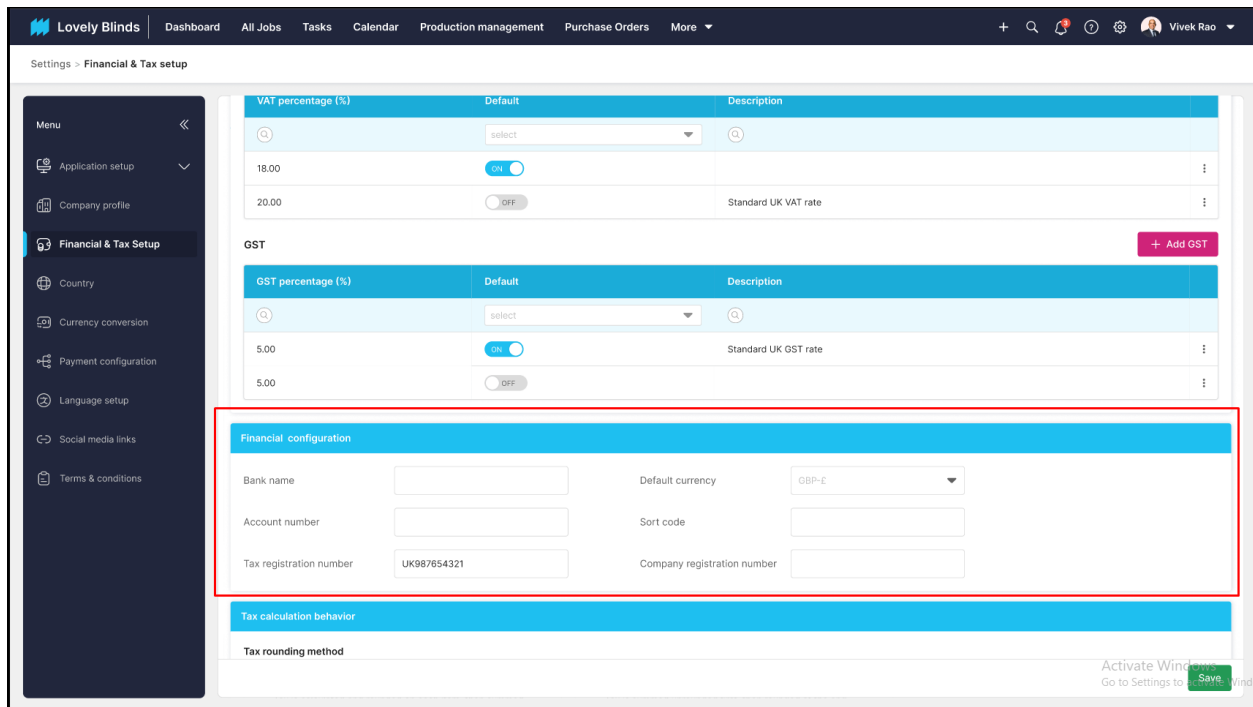 Lovely Blinds Dashboard All Jobs Tasks Calendar Production management Purchase Orders More + 3 ? Vivek Rao
Settings > Financial & Tax setup
Menu
Application setup
Company profile
Financial & Tax Setup
Country
Currency conversion
Payment configuration
Language setup
Social media links
Terms & conditions
VAT percentage (%) Default Description
select
18.00 ON
20.00 OFF Standard UK VAT rate
GST + Add GST
GST percentage (%) Default Description
select
5.00 ON Standard UK GST rate
5.00 OFF
Financial configuration
Bank name Default currency GBP-£
Account number Sort code
Tax registration number UK987654321 Company registration number
Tax calculation behavior
Tax rounding method
Activate Windows
Go to Settings to activate Wind
Save